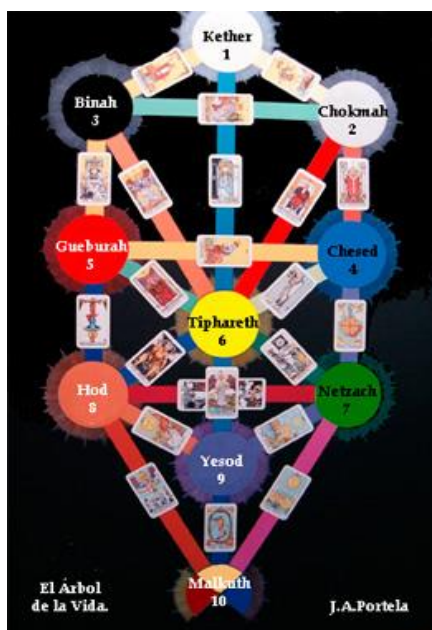 Kether
1
Binah
3
Chokmah
2
Gueburah
5
Chesed
4
Tiphareth
6
Hod
8
Netzach
7
Yesod
9
Malkuth
10
El Árbol
de la Vida.
J.A.Portela